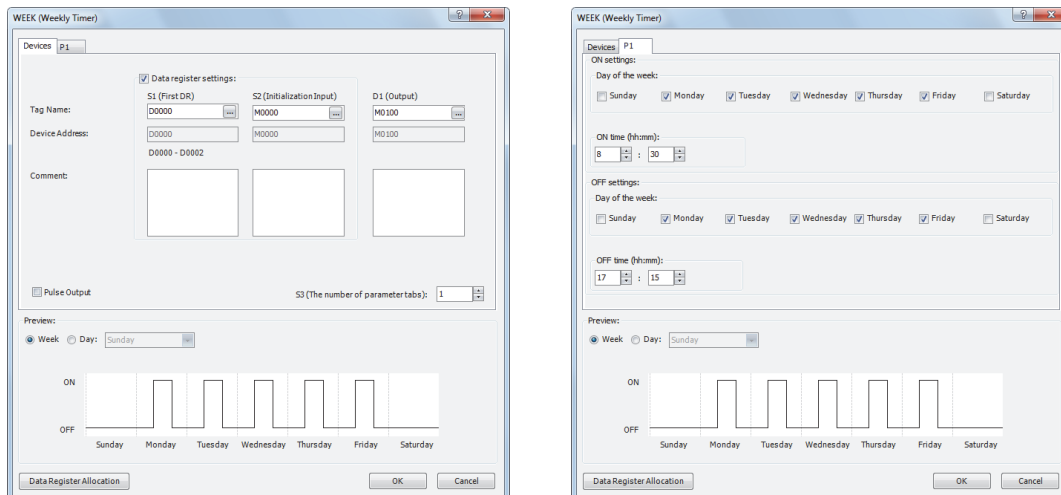 WEEK (Weekly Timer)
Devices P1
Data register settings:
S1 (First DR) S2 (Initialization Input) D1 (Output)
Tag Name: D0000 ... M0000 ... M0100 ...
Device Address: D0000 M0000 M0100
D0000 - D0002
Comment:
Pulse Output S3 (The number of parameter tabs): 1
Preview:
Week Day: Sunday
ON
OFF
Sunday Monday Tuesday Wednesday Thursday Friday Saturday
Data Register Allocation OK Cancel
WEEK (Weekly Timer)
Devices P1
ON settings:
Day of the week:
Sunday Monday Tuesday Wednesday Thursday Friday Saturday
ON time (hh:mm):
8 : 30
OFF settings:
Day of the week:
Sunday Monday Tuesday Wednesday Thursday Friday Saturday
OFF time (hh:mm):
17 : 15
Preview:
Week Day: Sunday
ON
OFF
Sunday Monday Tuesday Wednesday Thursday Friday Saturday
Data Register Allocation OK Cancel